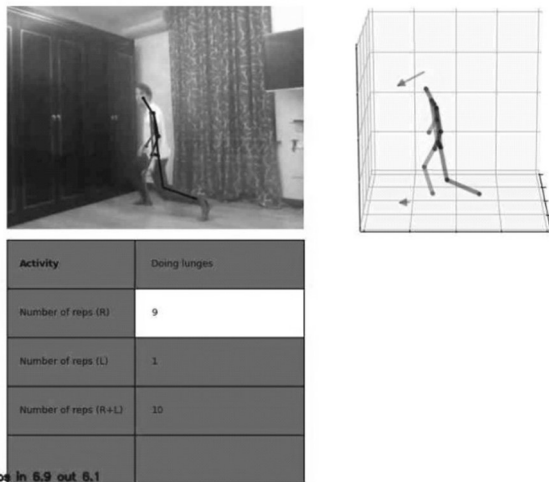 Activity Doing lunges
Number of reps (R) 9
Number of reps (L) 1
Number of reps (R+L) 10
in 6.9 out 6.1